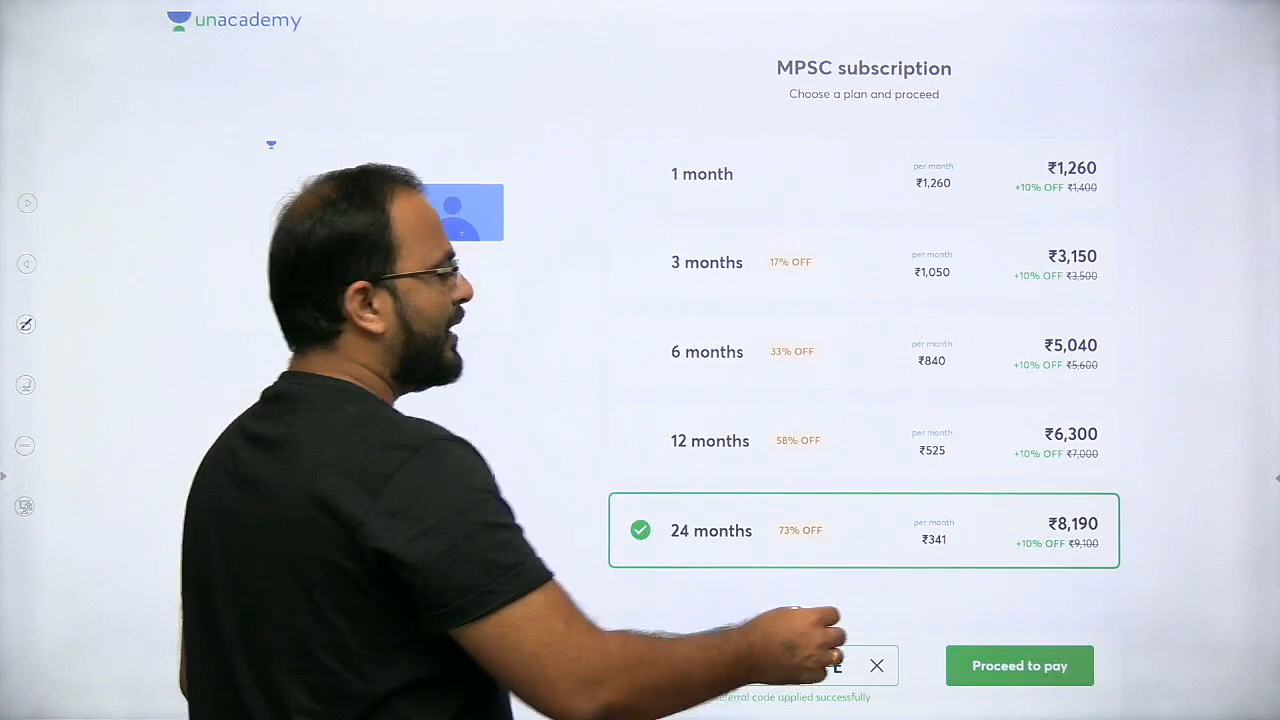 unacademy
MPSC subscription
Choose a plan and proceed
1 month
per month
₹1,260
₹1,260
+10% OFF ₹1,400
3 months
17% OFF
per month
₹1,050
₹3,150
+10% OFF ₹3,500
6 months
33% OFF
per month
₹840
₹5,040
+10% OFF ₹5,600
12 months
58% OFF
per month
₹525
₹6,300
+10% OFF ₹7,000
24 months
73% OFF
per month
₹341
₹8,190
+10% OFF ₹9,100
Proceed to pay
code applied successfully